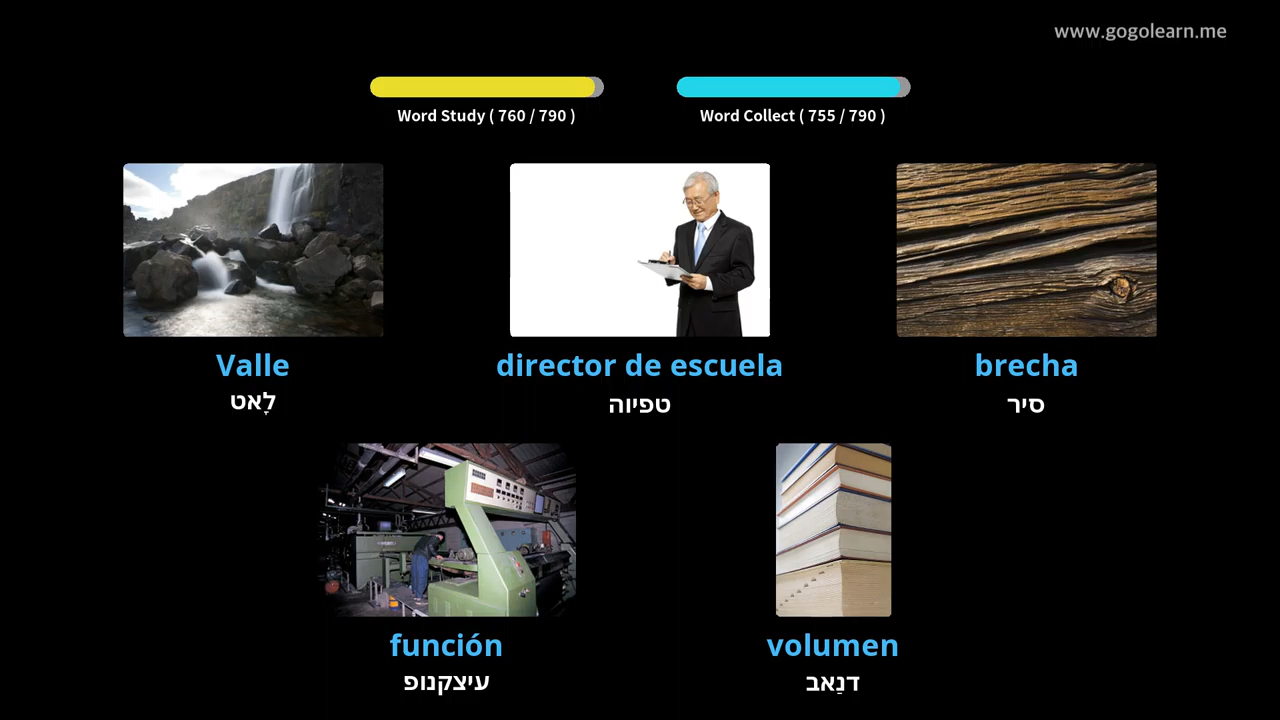 www.gogolearn.me
Word Study ( 760 / 790 )
Word Collect ( 755 / 790 )
Valle
לָאט
director de escuela
טפיוה
brecha
סיר
función
עיצקנופ
volumen
דנַאב